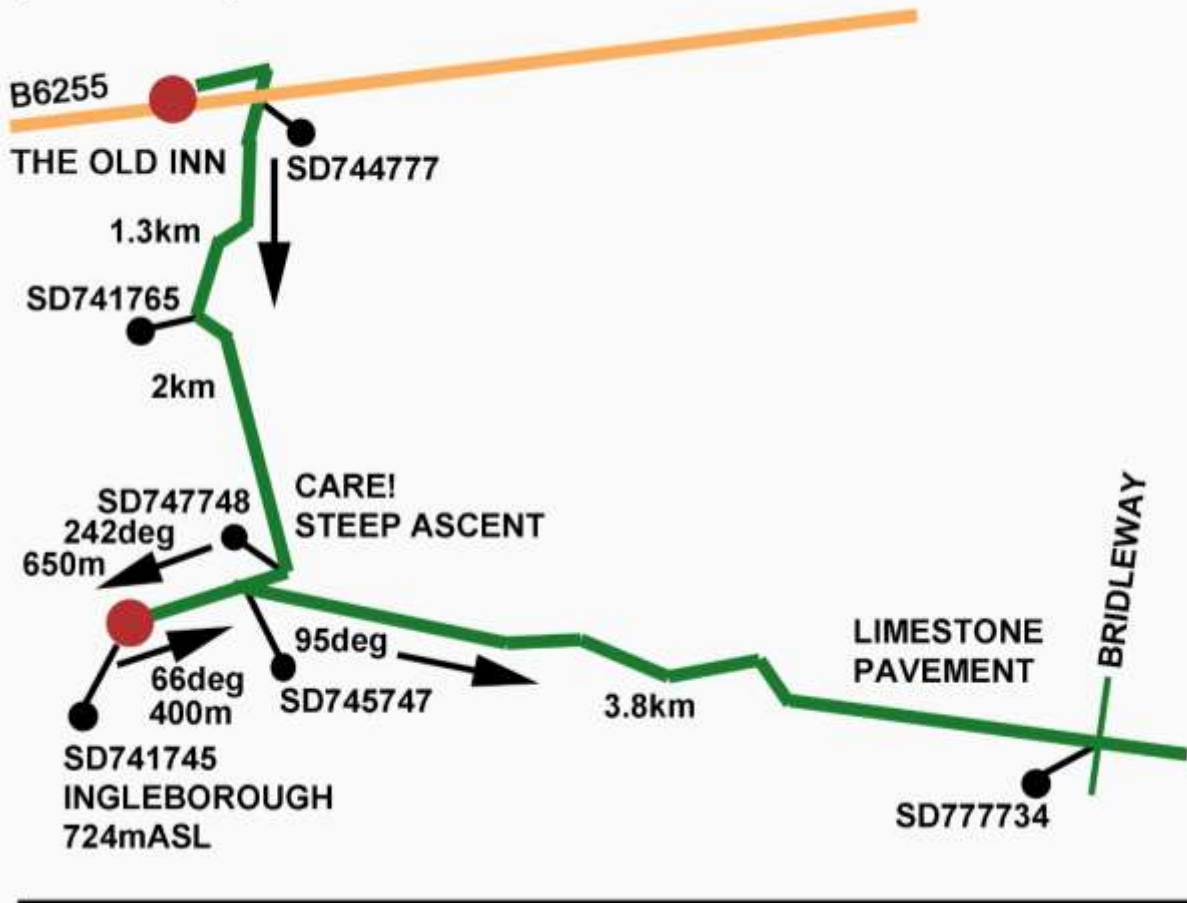 B6255
THE OLD INN
SD744777
1.3km
SD741765
2km
CARE!
STEEP ASCENT
SD747748
242deg
650m
95deg
66deg
400m
SD745747
3.8km
LIMESTONE
PAVEMENT
BRIDLEWAY
SD741745
INGLEBOROUGH
724mASL
SD777734